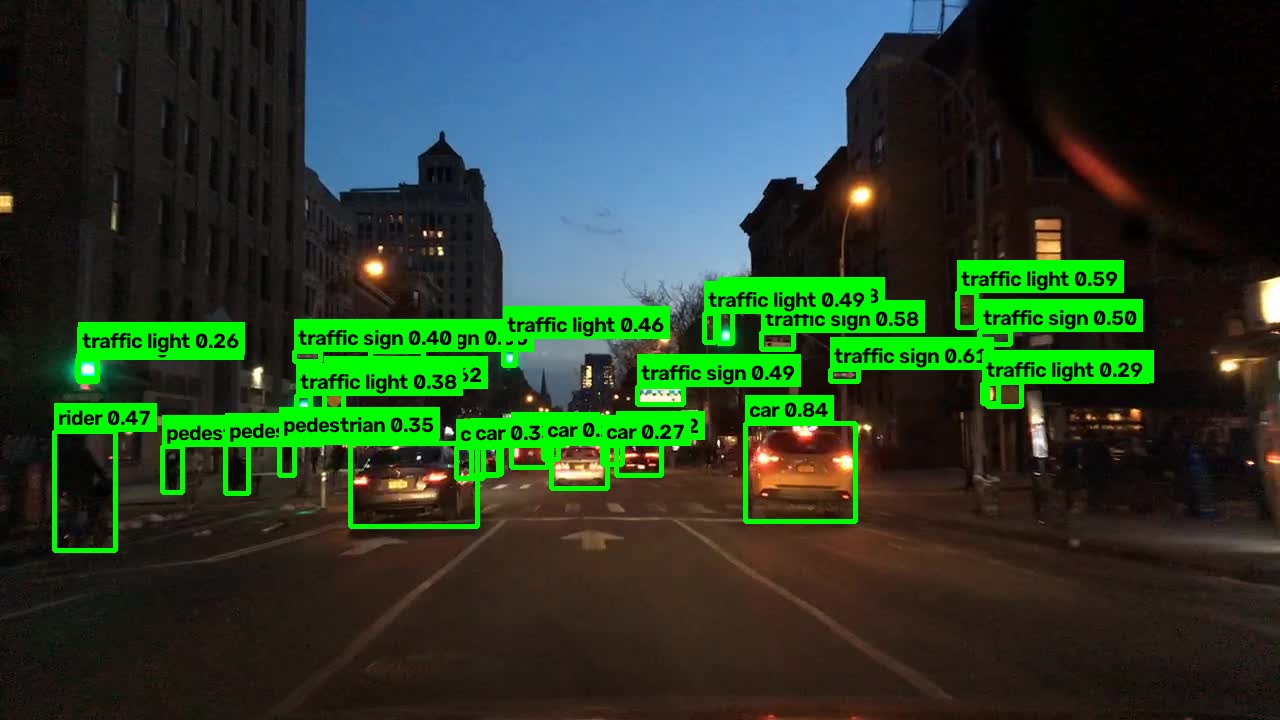 traffic light 0.59
traffic light 0.49
traffic sign 0.58
traffic sign 0.50
traffic light 0.46
traffic light 0.26
traffic sign 0.40
traffic sign 0.61
traffic light 0.29
traffic sign 0.49
traffic light 0.38
car 0.84
rider 0.47
pedestrian 0.35
car 0.27